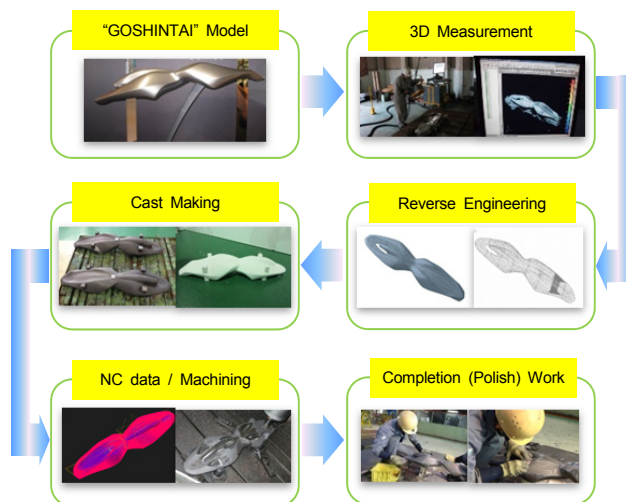 “GOSHINTAI” Model
3D Measurement
Reverse Engineering
Cast Making
NC data / Machining
Completion (Polish) Work